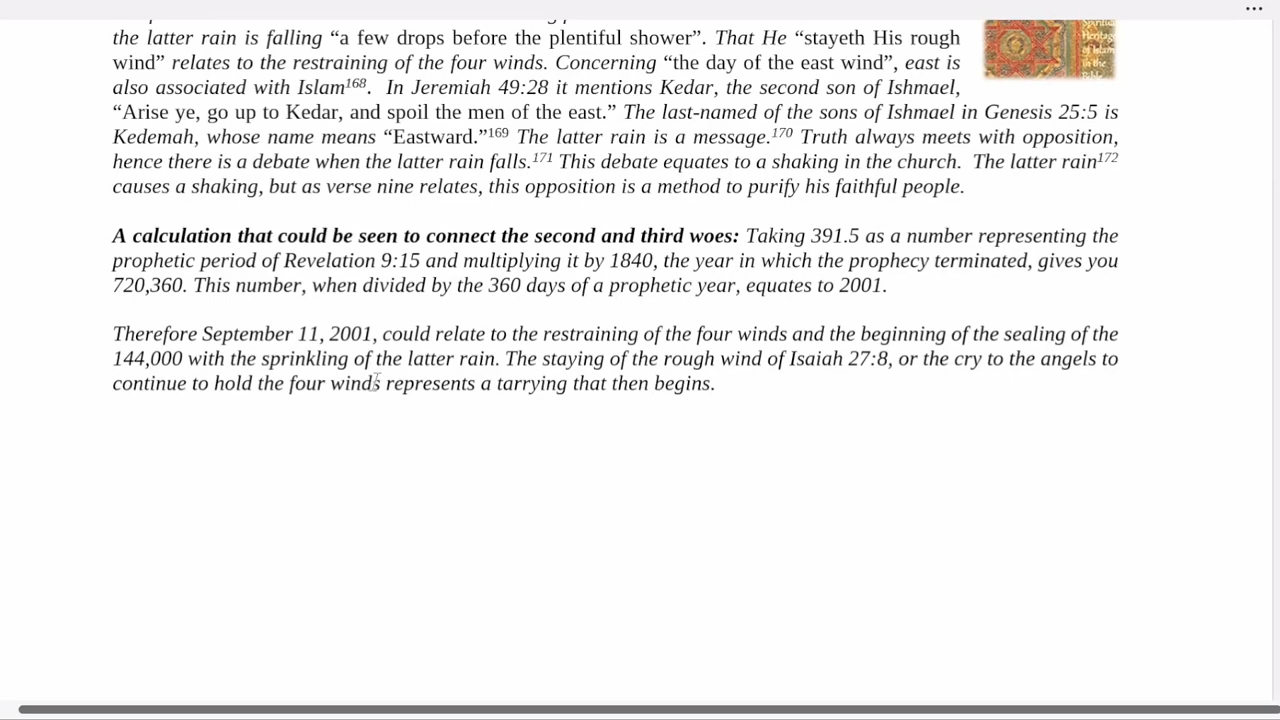 the latter rain is falling “a few drops before the plentiful shower”. That He “stayeth His rough
wind” relates to the restraining of the four winds. Concerning “the day of the east wind”, east is
also associated with Islam168.  In Jeremiah 49:28 it mentions Kedar, the second son of Ishmael,
“Arise ye, go up to Kedar, and spoil the men of the east.” The last-named of the sons of Ishmael in Genesis 25:5 is
Kedemah, whose name means “Eastward.”169 The latter rain is a message.170 Truth always meets with opposition,
hence there is a debate when the latter rain falls.171 This debate equates to a shaking in the church.  The latter rain172
causes a shaking, but as verse nine relates, this opposition is a method to purify his faithful people.
A calculation that could be seen to connect the second and third woes: Taking 391.5 as a number representing the
prophetic period of Revelation 9:15 and multiplying it by 1840, the year in which the prophecy terminated, gives you
720,360. This number, when divided by the 360 days of a prophetic year, equates to 2001.
Therefore September 11, 2001, could relate to the restraining of the four winds and the beginning of the sealing of the
144,000 with the sprinkling of the latter rain. The staying of the rough wind of Isaiah 27:8, or the cry to the angels to
continue to hold the four winds represents a tarrying that then begins.
Spiritual
Heritage
of Islam
in the
Bible